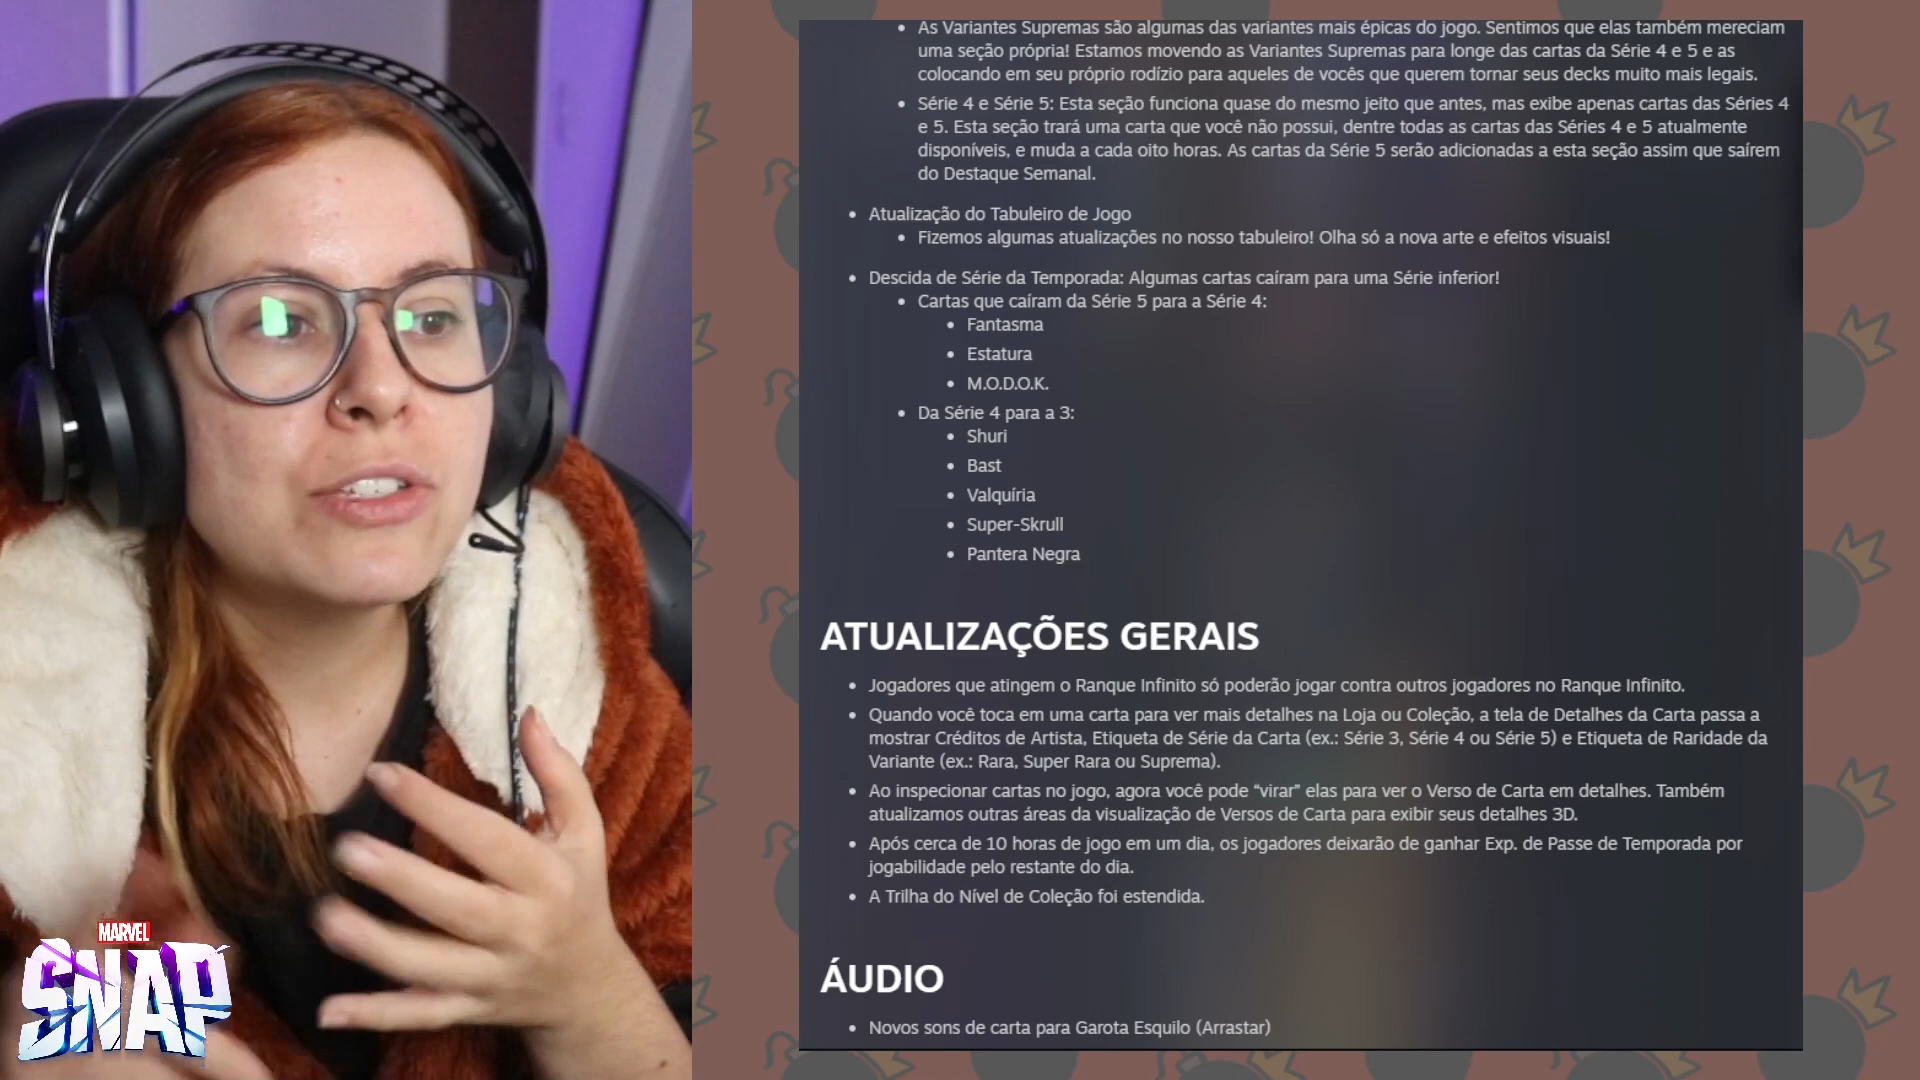 As Variantes Supremas são algumas das variantes mais épicas do jogo. Sentimos que elas também mereciam
uma seção própria! Estamos movendo as Variantes Supremas para longe das cartas da Série 4 e 5 e as
colocando em seu próprio rodízio para aqueles de vocês que querem tornar seus decks muito mais legais.
Série 4 e Série 5: Esta seção funciona quase do mesmo jeito que antes, mas exibe apenas cartas das Séries 4
e 5. Esta seção trará uma carta que você não possui, dentre todas as cartas das Séries 4 e 5 atualmente
disponíveis, e muda a cada oito horas. As cartas da Série 5 serão adicionadas a esta seção assim que saírem
do Destaque Semanal.
Atualização do Tabuleiro de Jogo
Fizemos algumas atualizações no nosso tabuleiro! Olha só a nova arte e efeitos visuais!
Descida de Série da Temporada: Algumas cartas caíram para uma Série inferior!
Cartas que caíram da Série 5 para a Série 4:
Fantasma
Estatura
M.O.D.O.K.
Da Série 4 para a 3:
Shuri
Bast
Valquíria
Super-Skrull
Pantera Negra
ATUALIZAÇÕES GERAIS
Jogadores que atingem o Ranque Infinito só poderão jogar contra outros jogadores no Ranque Infinito.
Quando você toca em uma carta para ver mais detalhes na Loja ou Coleção, a tela de Detalhes da Carta passa a
mostrar Créditos de Artista, Etiqueta de Série da Carta (ex.: Série 3, Série 4 ou Série 5) e Etiqueta de Raridade da
Variante (ex.: Rara, Super Rara ou Suprema).
Ao inspecionar cartas no jogo, agora você pode “virar” elas para ver o Verso de Carta em detalhes. Também
atualizamos outras áreas da visualização de Versos de Carta para exibir seus detalhes 3D.
Após cerca de 10 horas de jogo em um dia, os jogadores deixarão de ganhar Exp. de Passe de Temporada por
jogabilidade pelo restante do dia.
A Trilha do Nível de Coleção foi estendida.
ÁUDIO
Novos sons de carta para Garota Esquilo (Arrastar)
MARVEL
SNAP